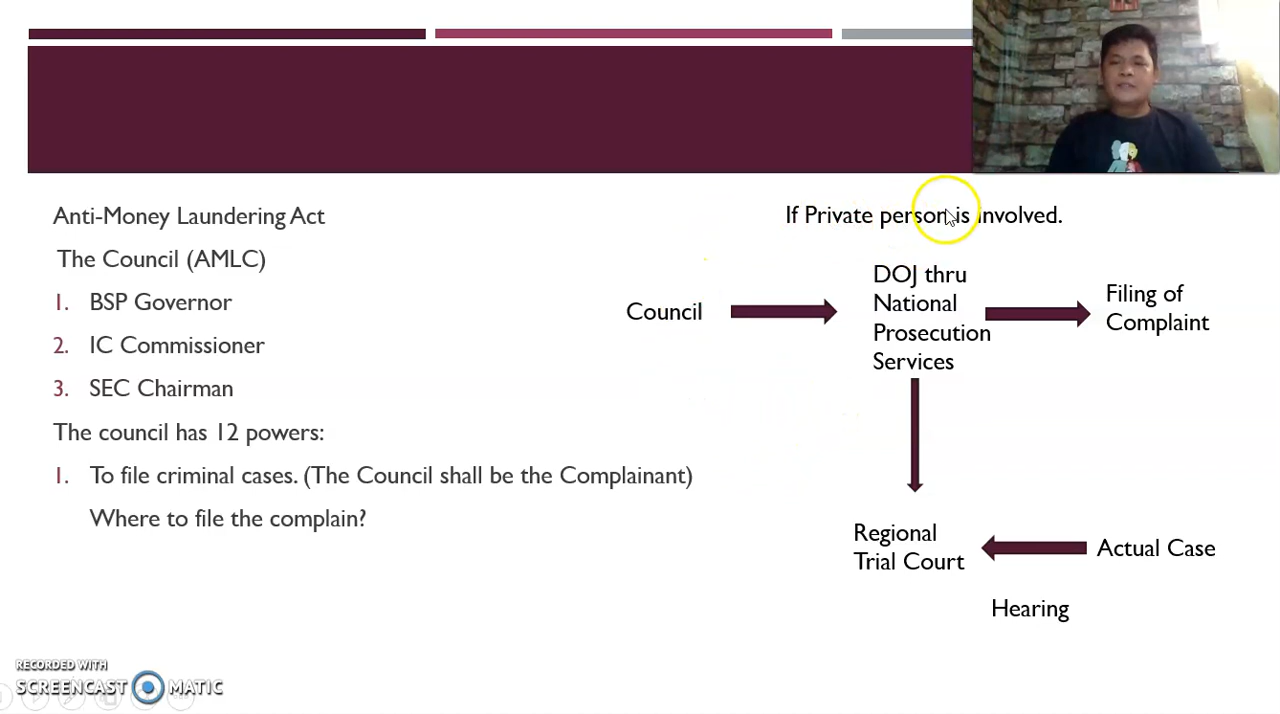 Anti-Money Laundering Act
The Council (AMLC)
1. BSP Governor
2. IC Commissioner
3. SEC Chairman
The council has 12 powers:
1. To file criminal cases. (The Council shall be the Complainant)
Where to file the complain?
If Private person is involved.
Council
DOJ thru
National
Prosecution
Services
Filing of
Complaint
Regional
Trial Court
Actual Case
Hearing
RECORDED WITH
SCREENCAST MATIC